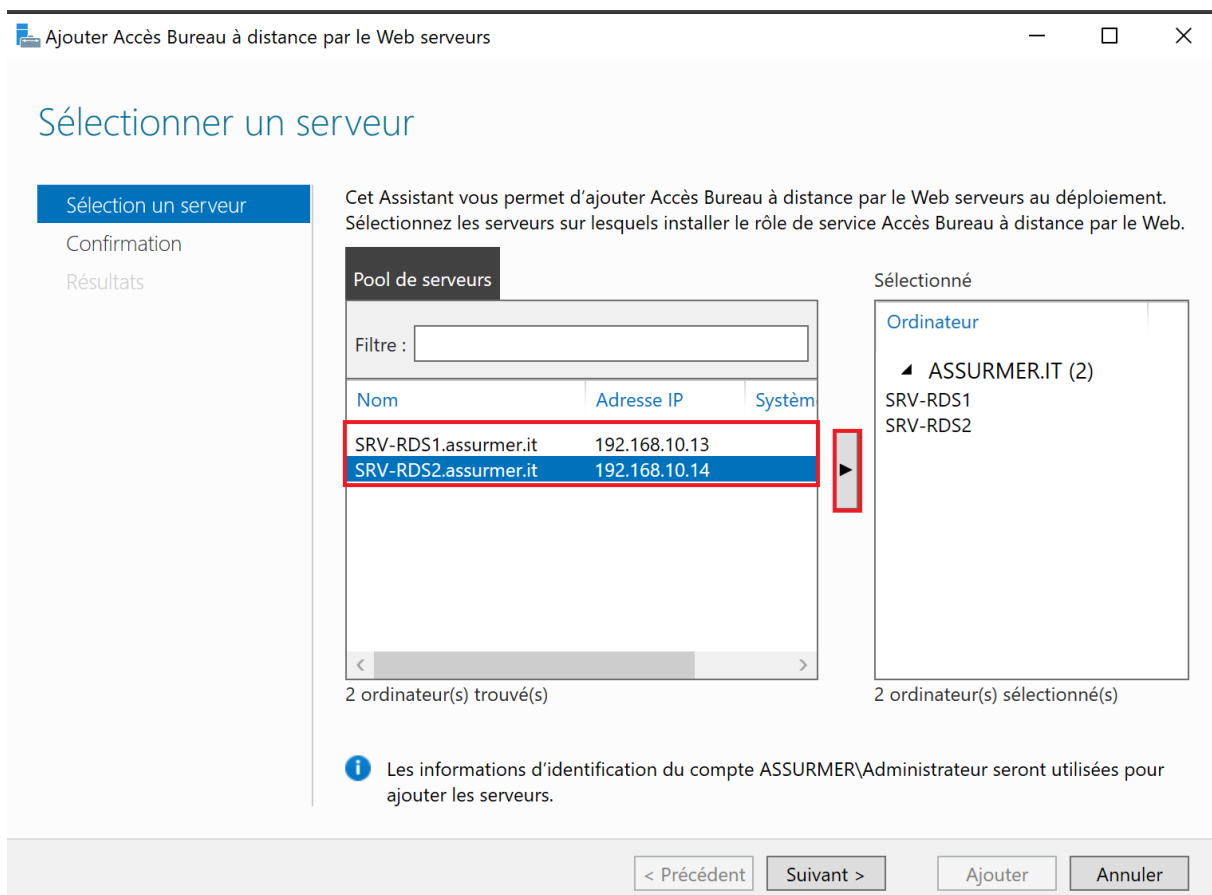 Ajouter Accès Bureau à distance par le Web serveurs
Sélectionner un serveur
Sélection un serveur
Confirmation
Résultats
Cet Assistant vous permet d'ajouter Accès Bureau à distance par le Web serveurs au déploiement.
Sélectionnez les serveurs sur lesquels installer le rôle de service Accès Bureau à distance par le Web.
Pool de serveurs
Filtre :
Nom Adresse IP Systèm
SRV-RDS1.assurmer.it 192.168.10.13
SRV-RDS2.assurmer.it 192.168.10.14
2 ordinateur(s) trouvé(s)
Sélectionné
Ordinateur
ASSURMER.IT (2)
SRV-RDS1
SRV-RDS2
2 ordinateur(s) sélectionné(s)
Les informations d'identification du compte ASSURMER\Administrateur seront utilisées pour
ajouter les serveurs.
< Précédent Suivant > Ajouter Annuler